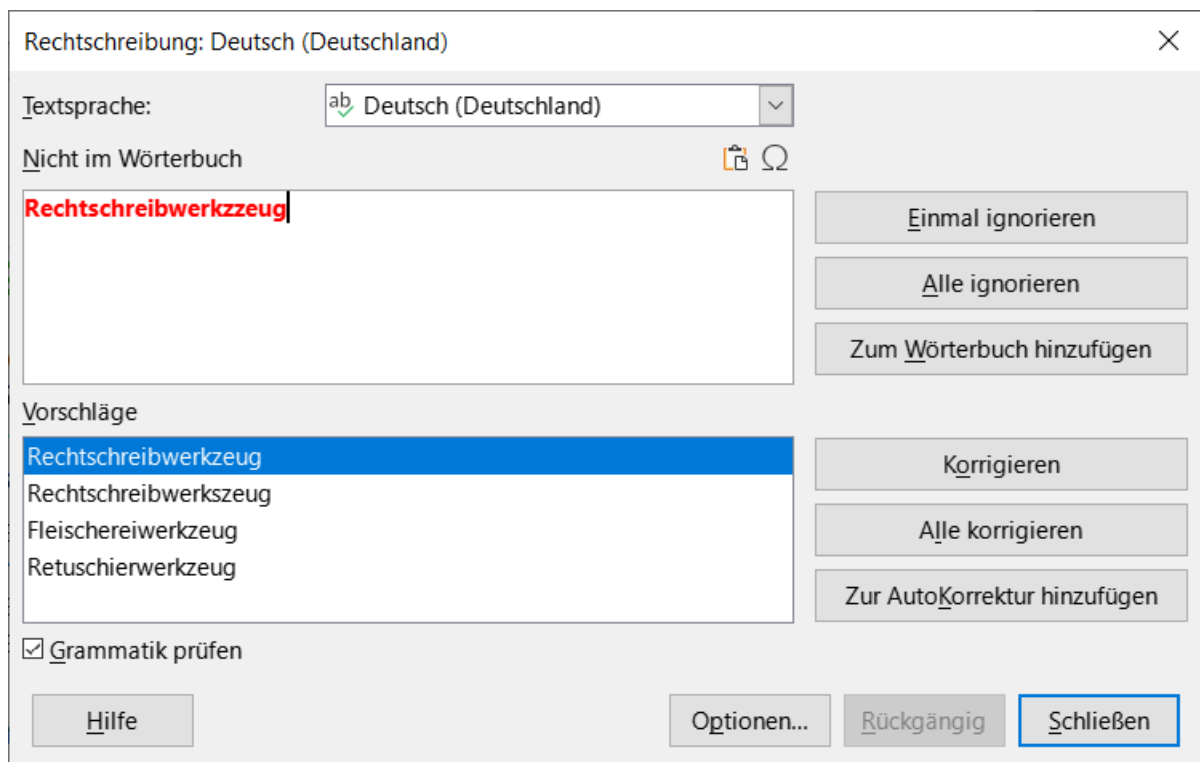 Rechtschreibung: Deutsch (Deutschland)
Textsprache:
ab Deutsch (Deutschland)
Nicht im Wörterbuch
Ω
Rechtschreibwerkzzeug
Einmal ignorieren
Alle ignorieren
Zum Wörterbuch hinzufügen
Vorschläge
Rechtschreibwerkzeug
Rechtschreibwerkszeug
Fleischereiwerkzeug
Retuschierwerkzeug
Korrigieren
Alle korrigieren
Zur AutoKorrektur hinzufügen
Grammatik prüfen
Hilfe
Optionen...
Rückgängig
Schließen